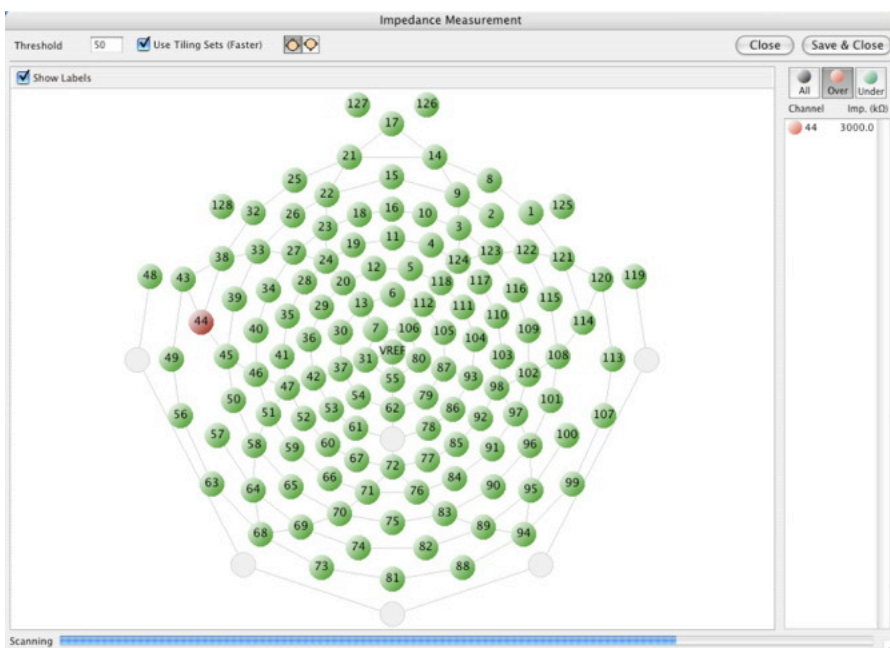 Impedance Measurement
Threshold 50 Use Tiling Sets (Faster) Close Save & Close
Show Labels
All Over Under
Channel Imp. (kΩ)
44 3000.0
127 126
17
21 14
25 15 8
22 9
128 32 26 18 16 10 2 1 125
23 3
38 33 27 19 11 4 123 122 121
24 124
48 43 12 5 120 119
34 28 20 118 117 116
39 29 13 6 112 111 115
44 40 35 110 114
36 30 7 106 105 104 109
VREF
49 45 41 31 80 103 108 113
46 42 37 55 87 93 102
50 47 54 79 98 101
56 51 52 53 62 86 92 97 107
57 61 78 100
58 59 60 85 91 96
67 72 77
63 64 65 66 71 76 84 90 95 99
70 83
68 69 75 89 94
74 82
73 81 88
Scanning